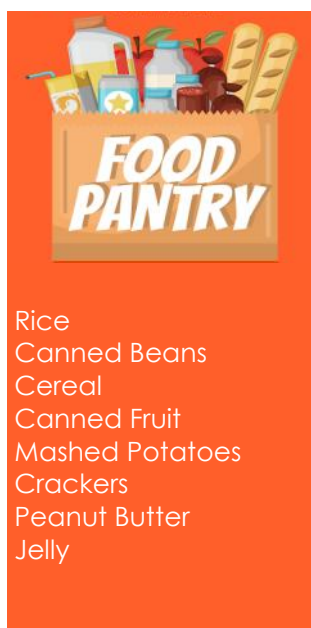 FOOD
PANTRY
Rice
Canned Beans
Cereal
Canned Fruit
Mashed Potatoes
Crackers
Peanut Butter
Jelly